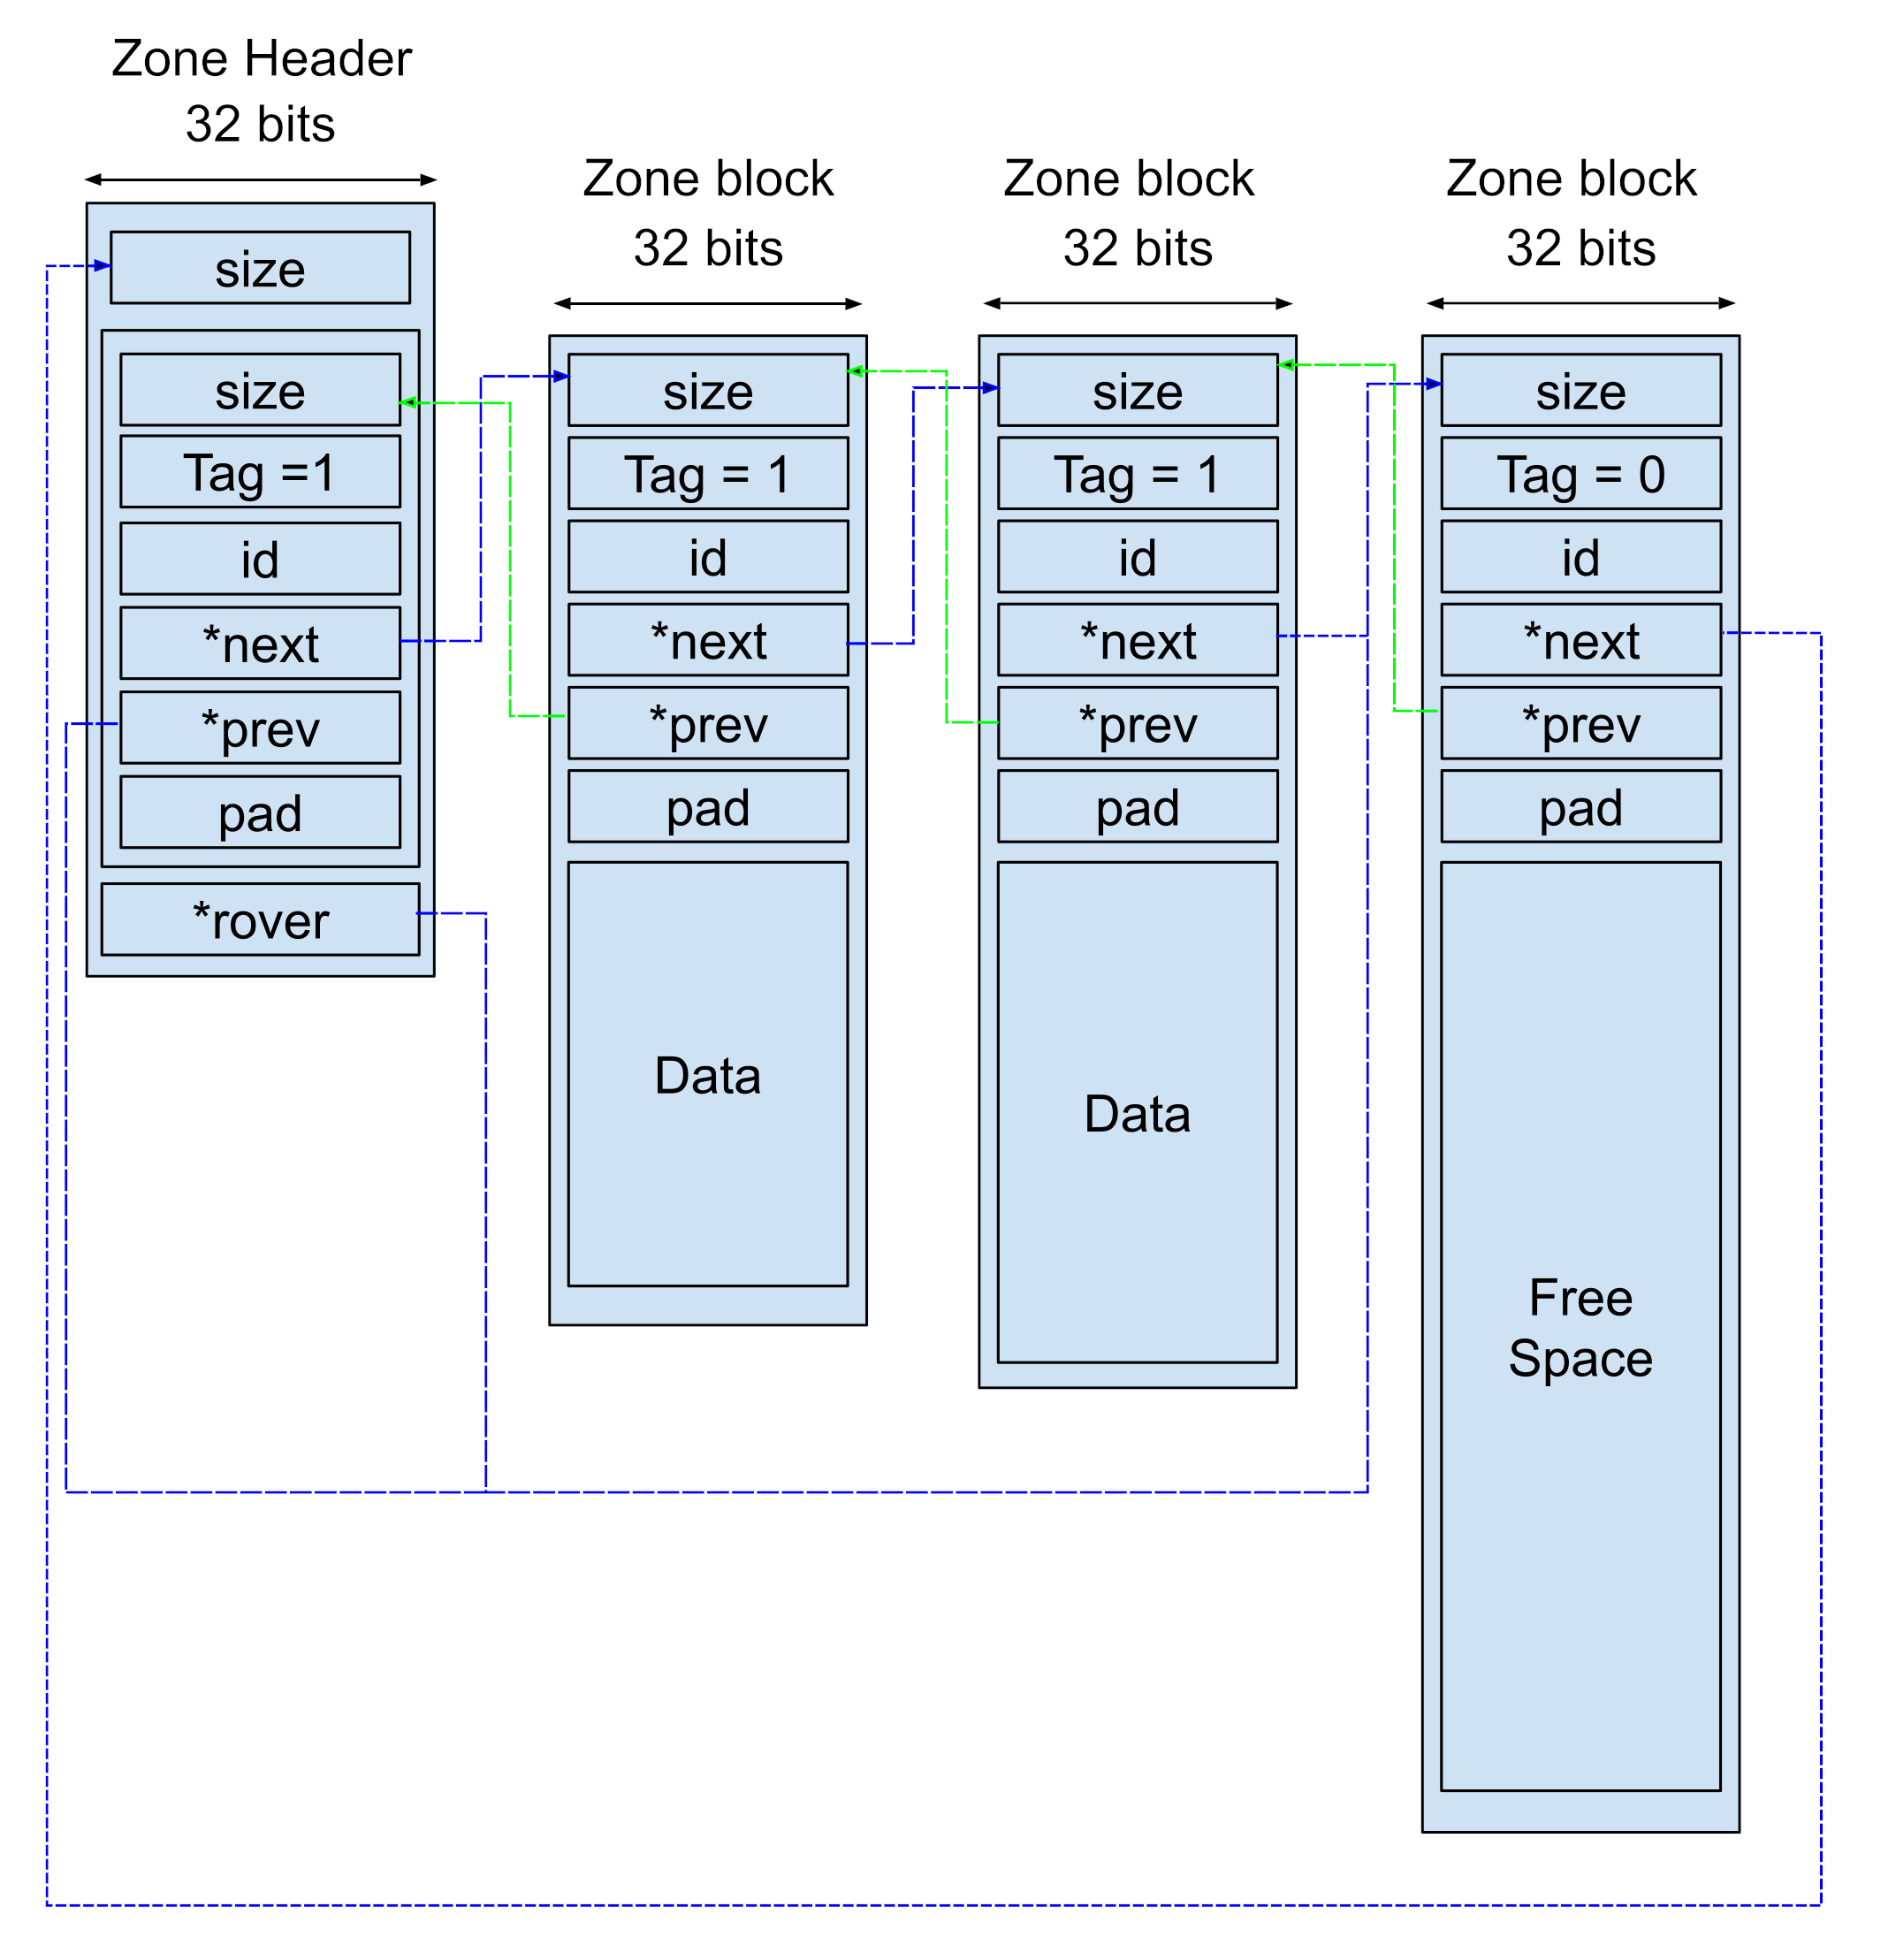 Zone Header
32 bits
size
size
Tag =1
id
*next
*prev
pad
*rover
Zone block
32 bits
size
Tag = 1
id
*next
*prev
pad
Data
Zone block
32 bits
size
Tag = 1
id
*next
*prev
pad
Data
Zone block
32 bits
size
Tag = 0
id
*next
*prev
pad
Free
Space